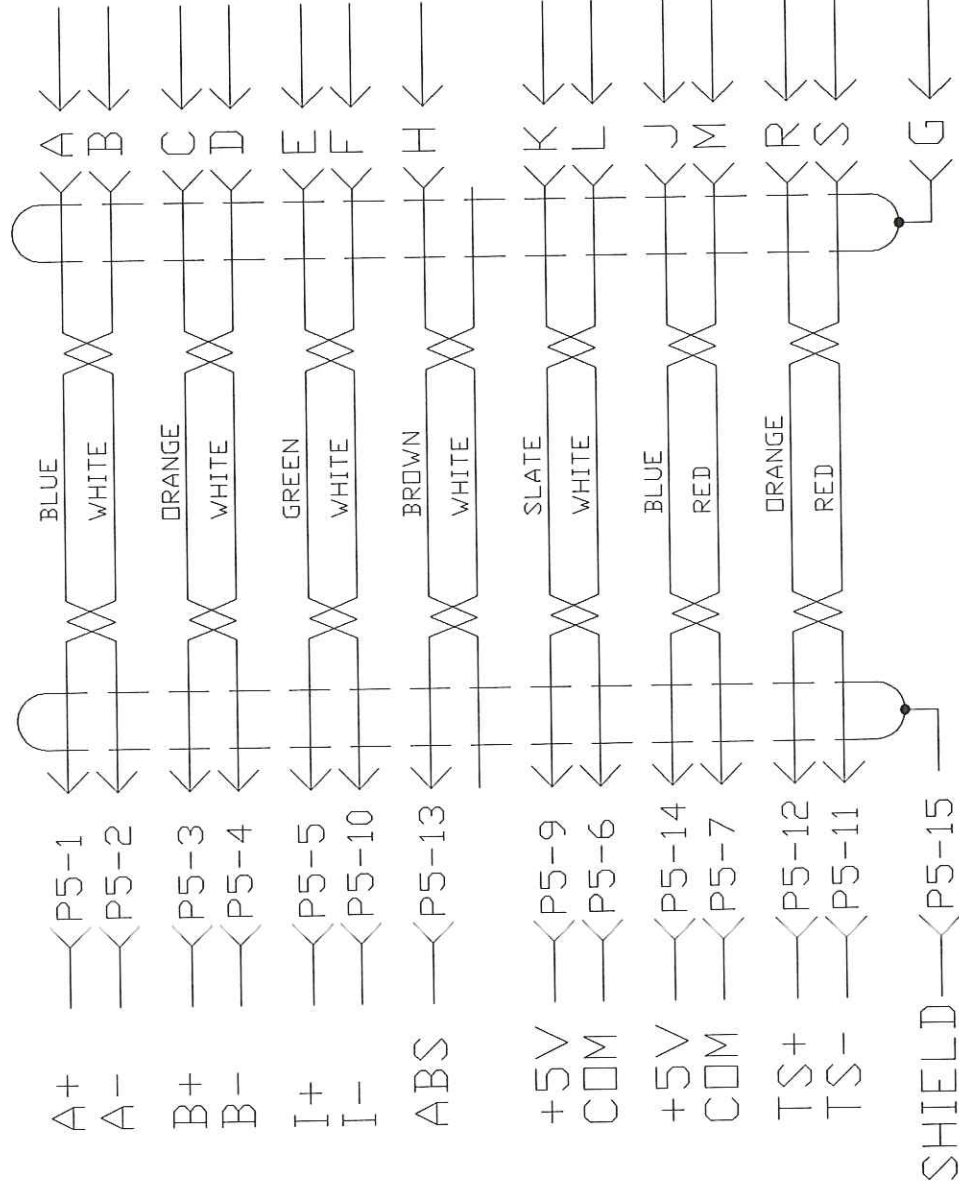 A+ P5-1 BLUE A
A- P5-2 WHITE B
B+ P5-3 ORANGE C
B- P5-4 WHITE D
I+ P5-5 GREEN E
I- P5-10 WHITE F
ABS P5-13 BROWN H
WHITE
+5V P5-9 SLATE K
COM P5-6 WHITE L
+5V P5-14 BLUE J
COM P5-7 RED M
TS+ P5-12 ORANGE R
TS- P5-11 RED S
SHIELD P5-15 G